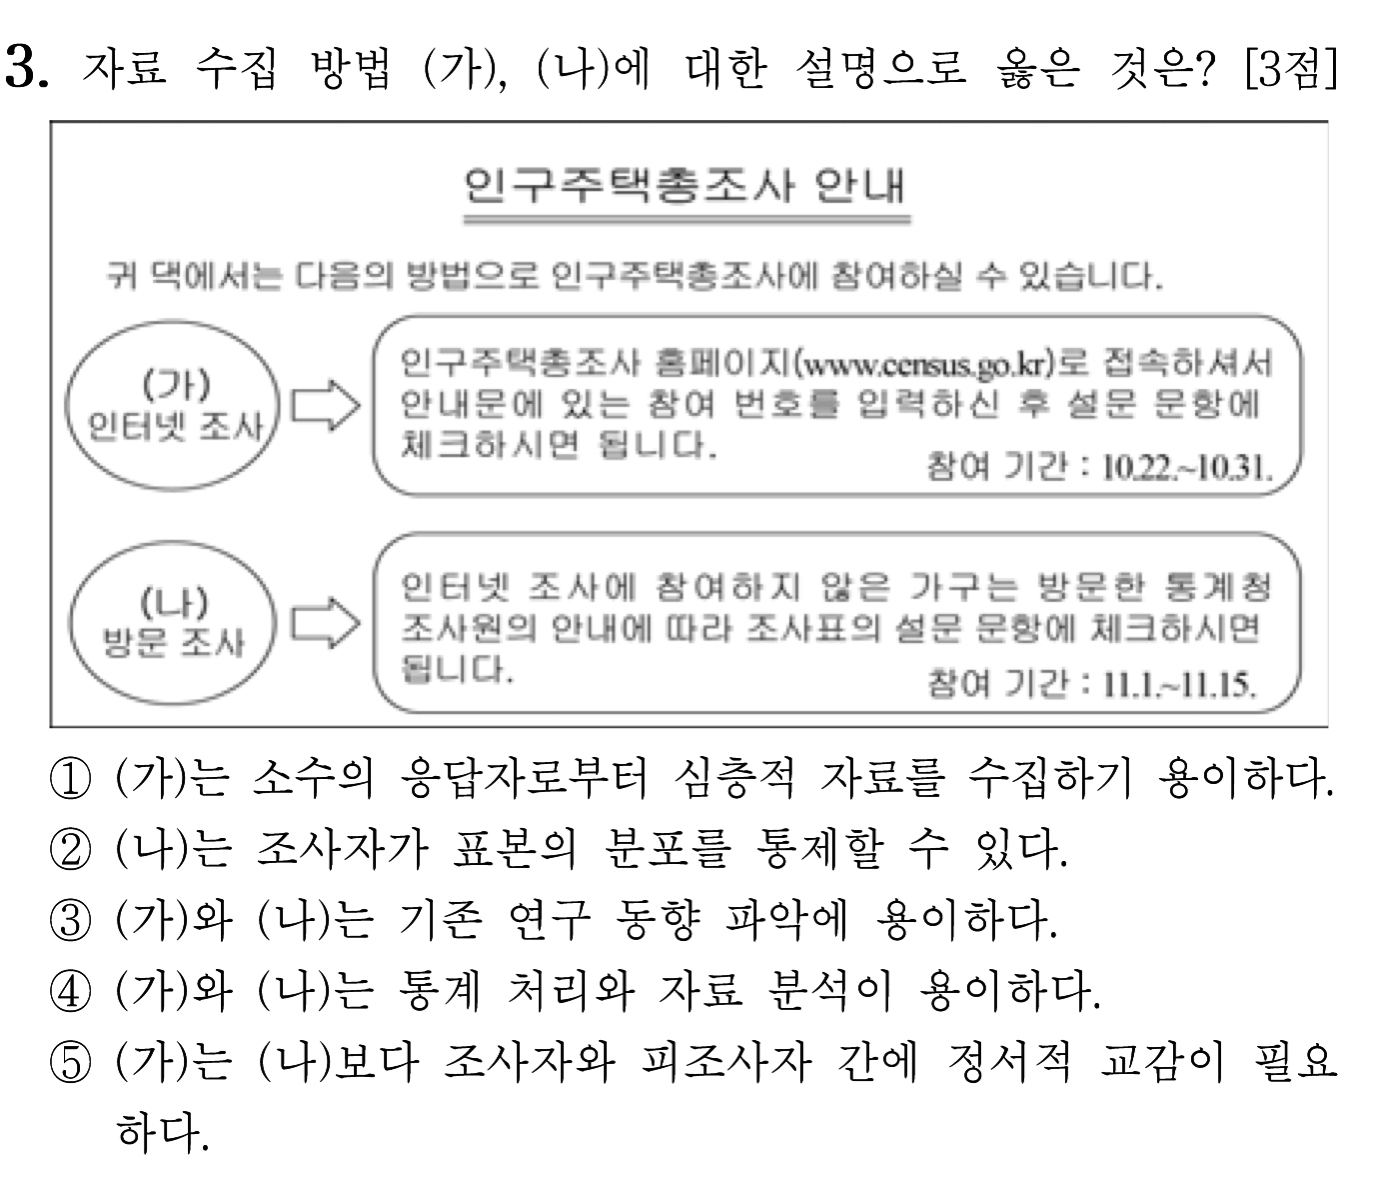 3. 자료 수집 방법 (가), (나)에 대한 설명으로 옳은 것은? [3점]
인구주택총조사 안내
귀 댁에서는 다음의 방법으로 인구주택총조사에 참여하실 수 있습니다.
(가)
인터넷 조사
인구주택총조사 홈페이지(www.census.go.kr)로 접속하셔서
안내문에 있는 참여 번호를 입력하신 후 설문 문항에
체크하시면 됩니다.
참여 기간 : 10.22.~10.31.
(나)
방문 조사
인터넷 조사에 참여하지 않은 가구는 방문한 통계청
조사원의 안내에 따라 조사표의 설문 문항에 체크하시면
됩니다.
참여 기간 : 11.1.~11.15.
① (가)는 소수의 응답자로부터 심층적 자료를 수집하기 용이하다.
② (나)는 조사자가 표본의 분포를 통제할 수 있다.
③ (가)와 (나)는 기존 연구 동향 파악에 용이하다.
④ (가)와 (나)는 통계 처리와 자료 분석이 용이하다.
⑤ (가)는 (나)보다 조사자와 피조사자 간에 정서적 교감이 필요
하다.